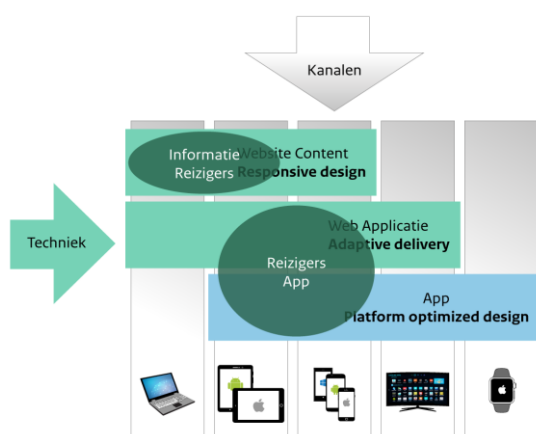 Kanalen
Informatie
Reizigers
Website Content
Responsive design
Techniek
Web Applicatie
Adaptive delivery
Reizigers
App
App
Platform optimized design